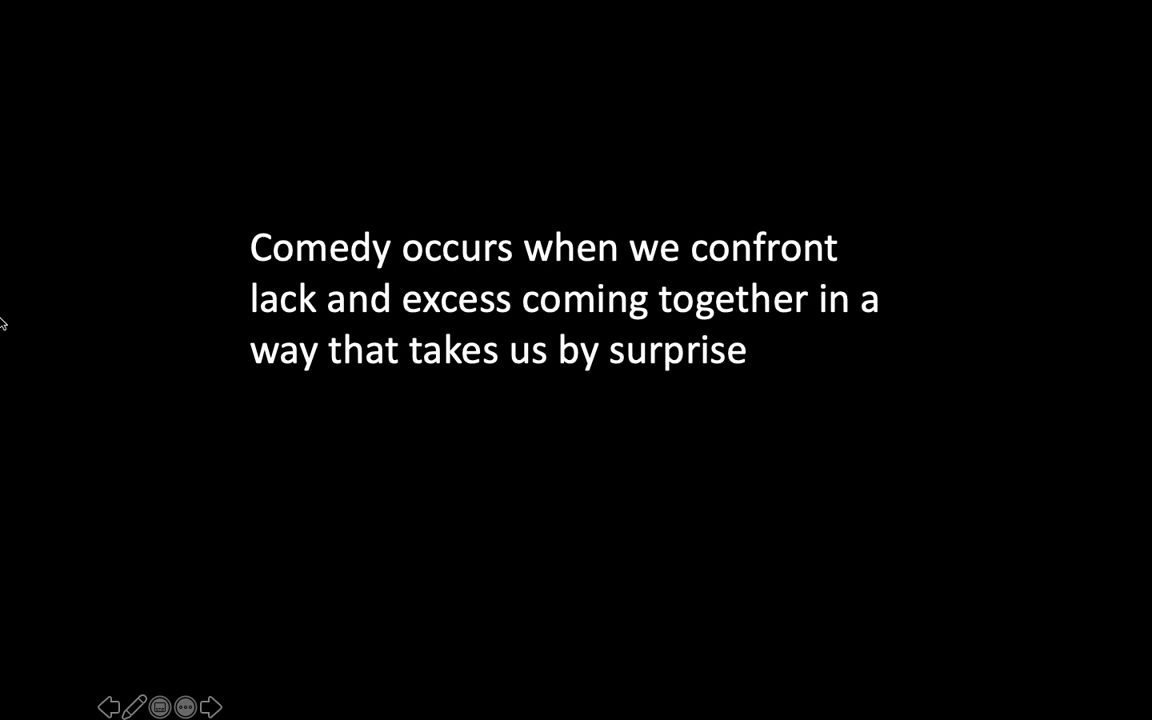 Comedy occurs when we confront
lack and excess coming together in a
way that takes us by surprise